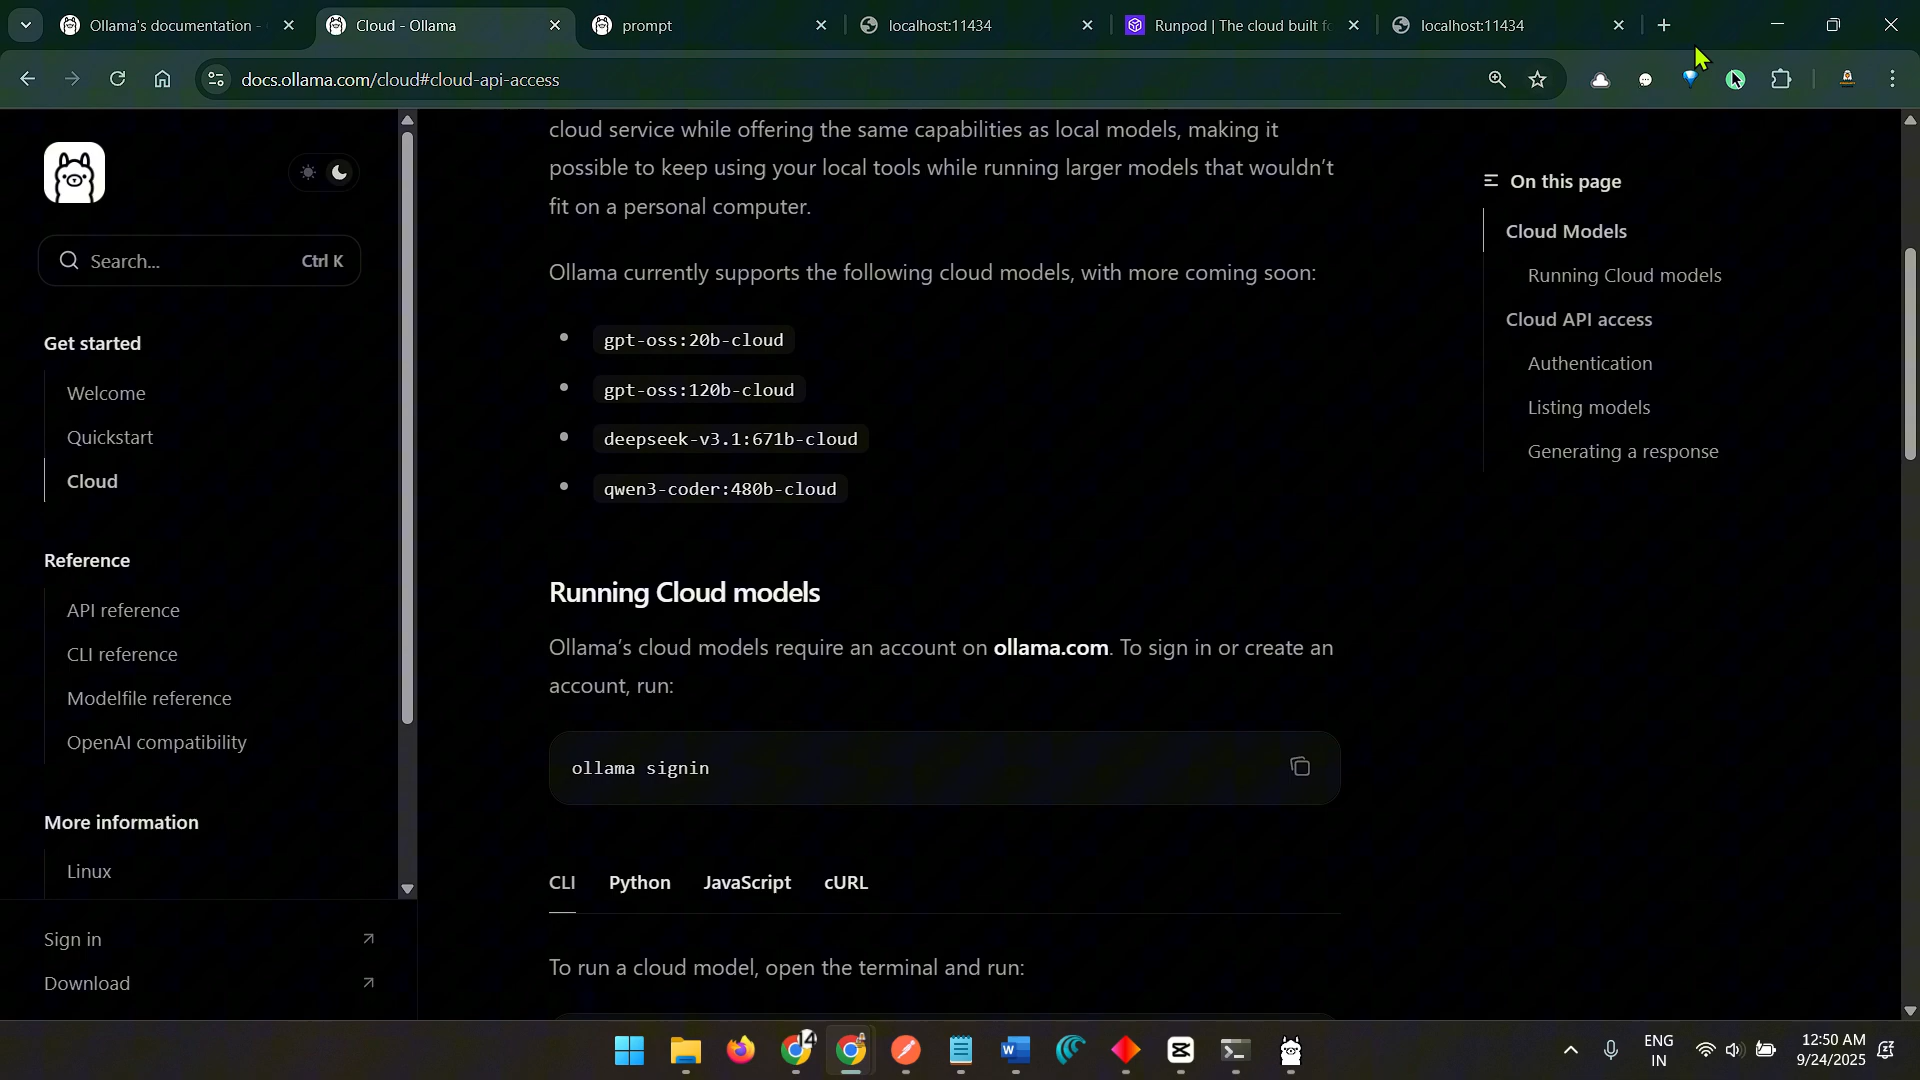 Ollama's documentation -
Cloud - Ollama
prompt
localhost:11434
Runpod | The cloud built fo
localhost:11434
docs.ollama.com/cloud#cloud-api-access
Search...
Ctrl K
Get started
Welcome
Quickstart
Cloud
Reference
API reference
CLI reference
Modelfile reference
OpenAI compatibility
More information
Linux
Sign in
Download
cloud service while offering the same capabilities as local models, making it
possible to keep using your local tools while running larger models that wouldn’t
fit on a personal computer.
Ollama currently supports the following cloud models, with more coming soon:
gpt-oss:20b-cloud
gpt-oss:120b-cloud
deepseek-v3.1:671b-cloud
qwen3-coder:480b-cloud
Running Cloud models
Ollama’s cloud models require an account on ollama.com. To sign in or create an
account, run:
ollama signin
CLI
Python
JavaScript
cURL
To run a cloud model, open the terminal and run:
On this page
Cloud Models
Running Cloud models
Cloud API access
Authentication
Listing models
Generating a response
ENG
IN
12:50 AM
9/24/2025